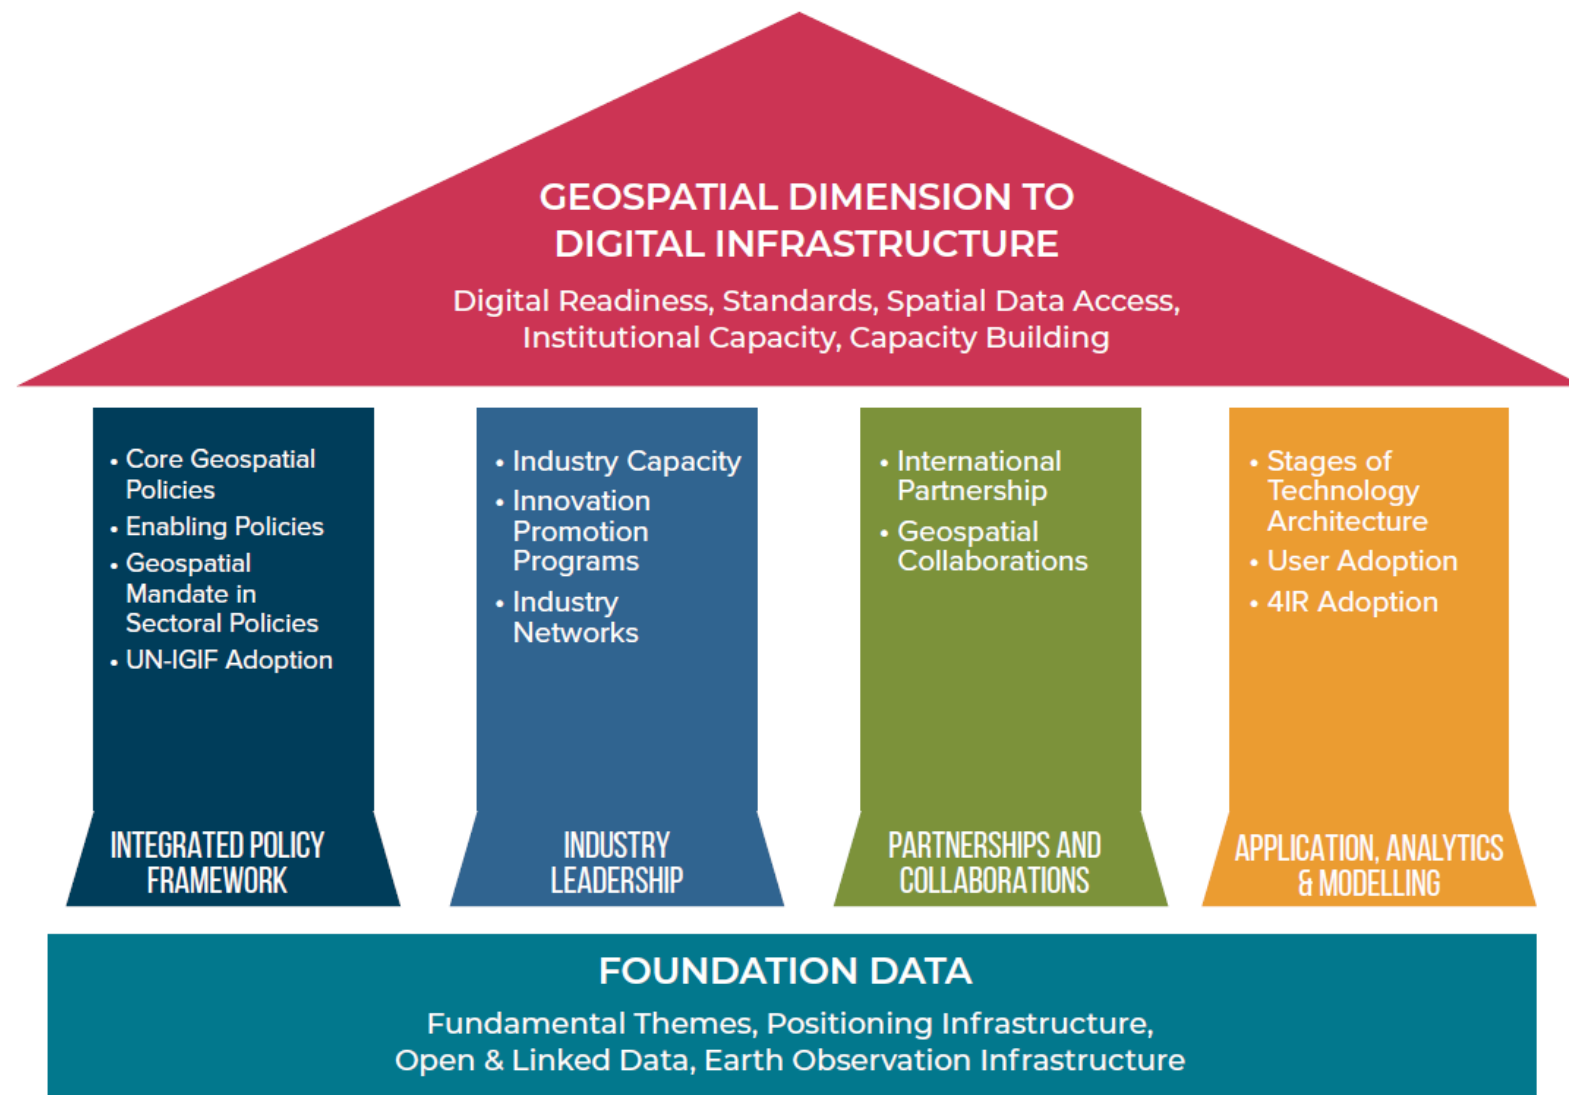 GEOSPATIAL DIMENSION TO
DIGITAL INFRASTRUCTURE
Digital Readiness, Standards, Spatial Data Access,
Institutional Capacity, Capacity Building
• Core Geospatial
Policies
• Enabling Policies
• Geospatial
Mandate in
Sectoral Policies
• UN-IGIF Adoption
INTEGRATED POLICY
FRAMEWORK
• Industry Capacity
• Innovation
Promotion
Programs
• Industry
Networks
INDUSTRY
LEADERSHIP
• International
Partnership
• Geospatial
Collaborations
PARTNERSHIPS AND
COLLABORATIONS
• Stages of
Technology
Architecture
• User Adoption
• 4IR Adoption
APPLICATION, ANALYTICS
& MODELLING
FOUNDATION DATA
Fundamental Themes, Positioning Infrastructure,
Open & Linked Data, Earth Observation Infrastructure